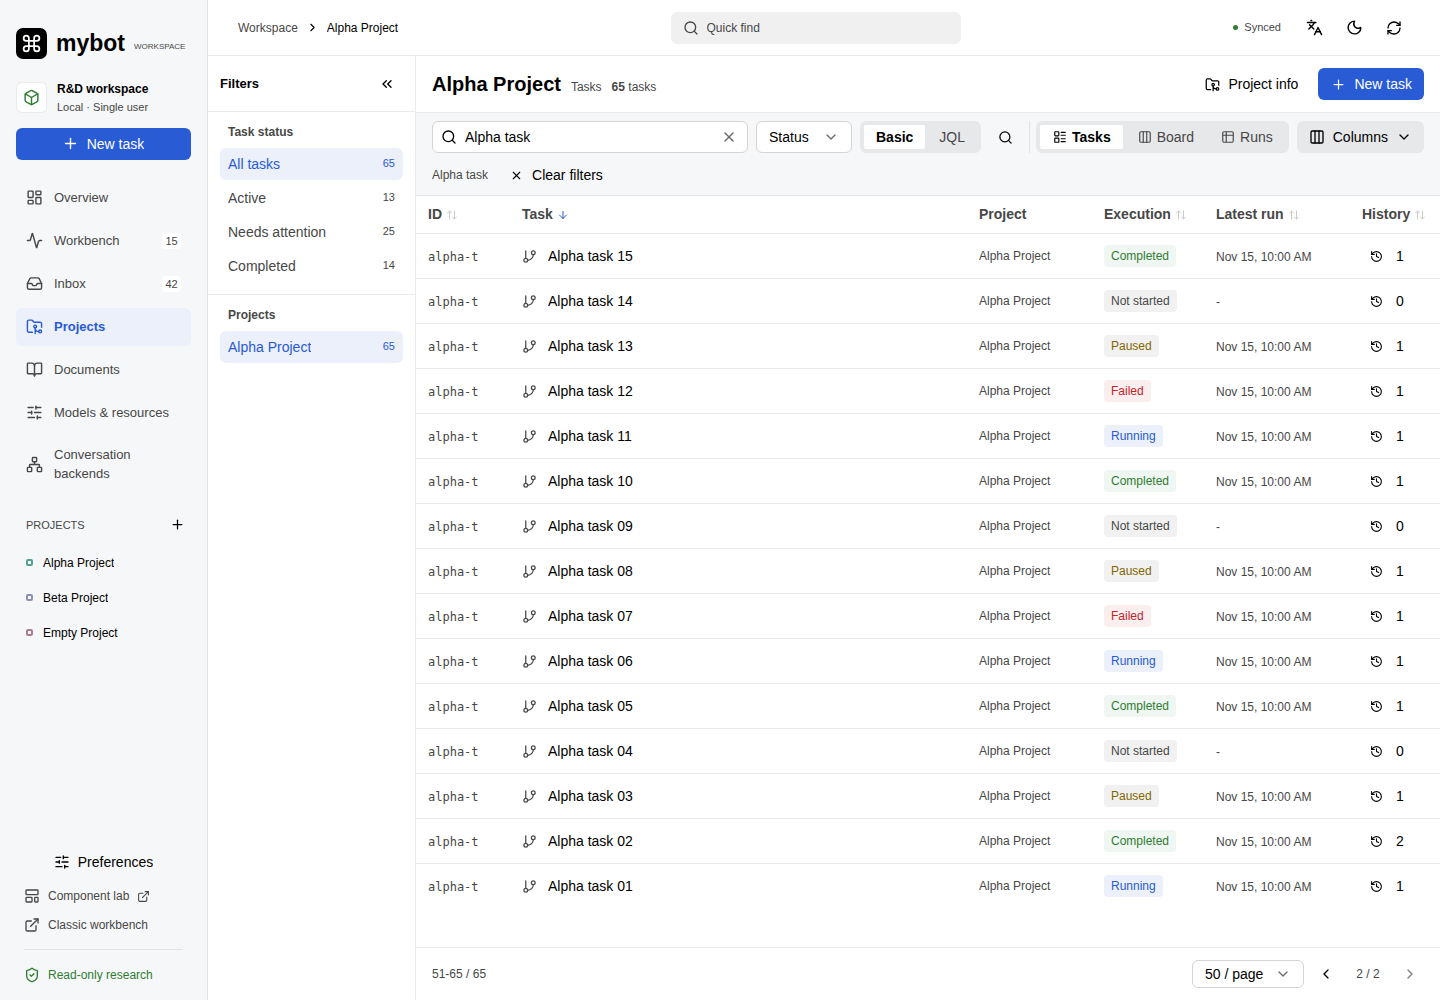 mybot WORKSPACE
R&D workspace
Local · Single user
New task
Overview
Workbench 15
Inbox 42
Projects
Documents
Models & resources
Conversation
backends
PROJECTS
Alpha Project
Beta Project
Empty Project
Preferences
Component lab
Classic workbench
Read-only research
Workspace Alpha Project
Quick find
Synced
Filters
Task status
All tasks 65
Active 13
Needs attention 25
Completed 14
Projects
Alpha Project 65
Alpha Project Tasks 65 tasks
Project info
New task
Alpha task
Status
Basic JQL
Tasks Board Runs
Columns
Alpha task Clear filters
ID Task Project Execution Latest run History
alpha-t Alpha task 15 Alpha Project Completed Nov 15, 10:00 AM 1
alpha-t Alpha task 14 Alpha Project Not started - 0
alpha-t Alpha task 13 Alpha Project Paused Nov 15, 10:00 AM 1
alpha-t Alpha task 12 Alpha Project Failed Nov 15, 10:00 AM 1
alpha-t Alpha task 11 Alpha Project Running Nov 15, 10:00 AM 1
alpha-t Alpha task 10 Alpha Project Completed Nov 15, 10:00 AM 1
alpha-t Alpha task 09 Alpha Project Not started - 0
alpha-t Alpha task 08 Alpha Project Paused Nov 15, 10:00 AM 1
alpha-t Alpha task 07 Alpha Project Failed Nov 15, 10:00 AM 1
alpha-t Alpha task 06 Alpha Project Running Nov 15, 10:00 AM 1
alpha-t Alpha task 05 Alpha Project Completed Nov 15, 10:00 AM 1
alpha-t Alpha task 04 Alpha Project Not started - 0
alpha-t Alpha task 03 Alpha Project Paused Nov 15, 10:00 AM 1
alpha-t Alpha task 02 Alpha Project Completed Nov 15, 10:00 AM 2
alpha-t Alpha task 01 Alpha Project Running Nov 15, 10:00 AM 1
51-65 / 65
50 / page
2 / 2